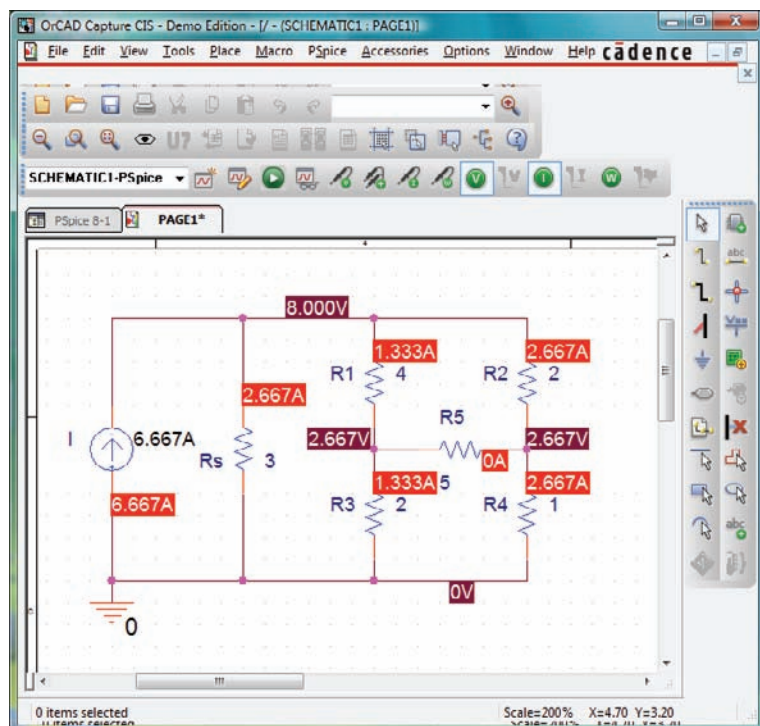 OrCAD Capture CIS - Demo Edition - [/ - (SCHEMATIC1 : PAGE1)]
File Edit View Tools Place Macro PSpice Accessories Options Window Help cādence
U?
SCHEMATIC1-PSpice
V I W
PSpice 8-1 PAGE1*
abc
4
8.000V
1.333A 2.667A
R1 4 R2 2
2.667A
R5
I 6.667A 2.667V 2.667V
Rs 3 0A
1.333A 5 2.667A
6.667A R3 2 R4 1
abc
0V
0
0 items selected Scale=200% X=4.70 Y=3.20